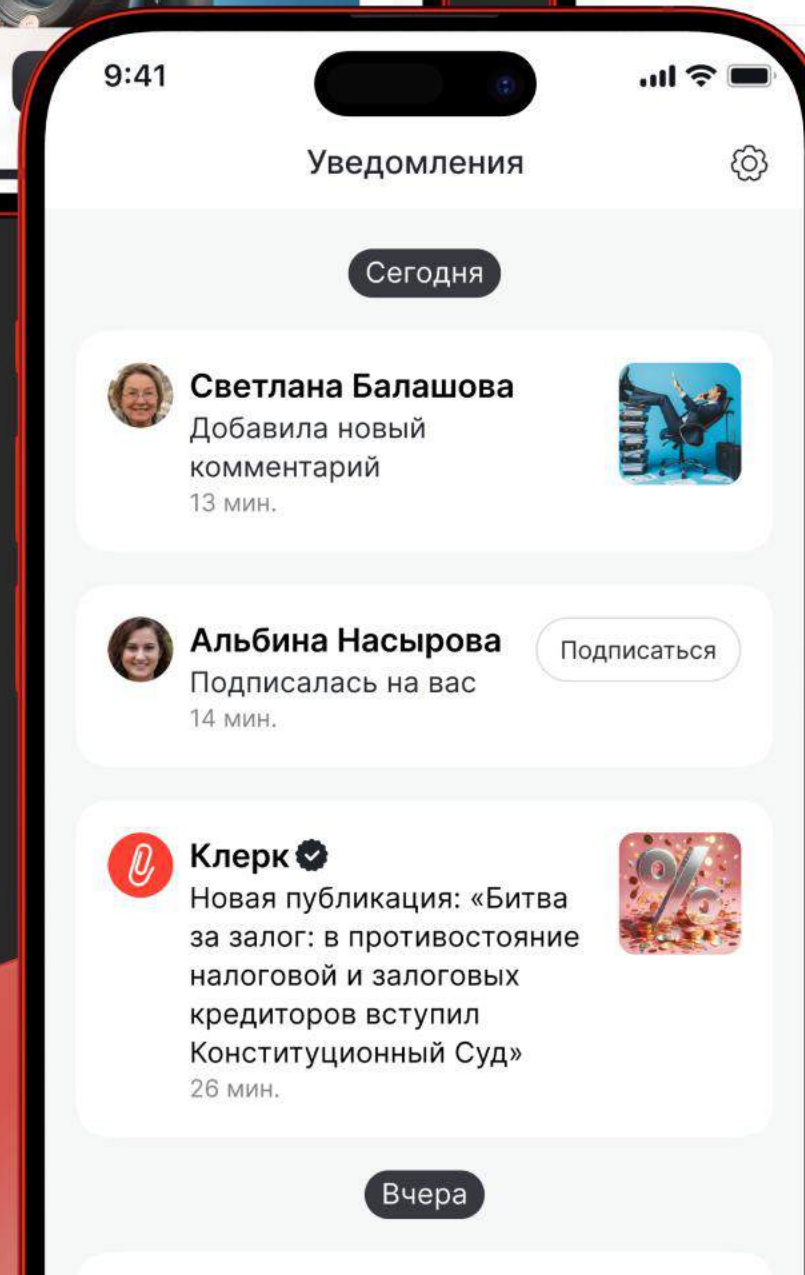 9:41
Уведомления
Сегодня
Светлана Балашова
Добавила новый
комментарий
13 мин.
Альбина Насырова
Подписалась на вас
14 мин.
Подписаться
Клерк
Новая публикация: «Битва
за залог: в противостояние
налоговой и залоговых
кредиторов вступил
Конституционный Суд»
26 мин.
%
Вчера